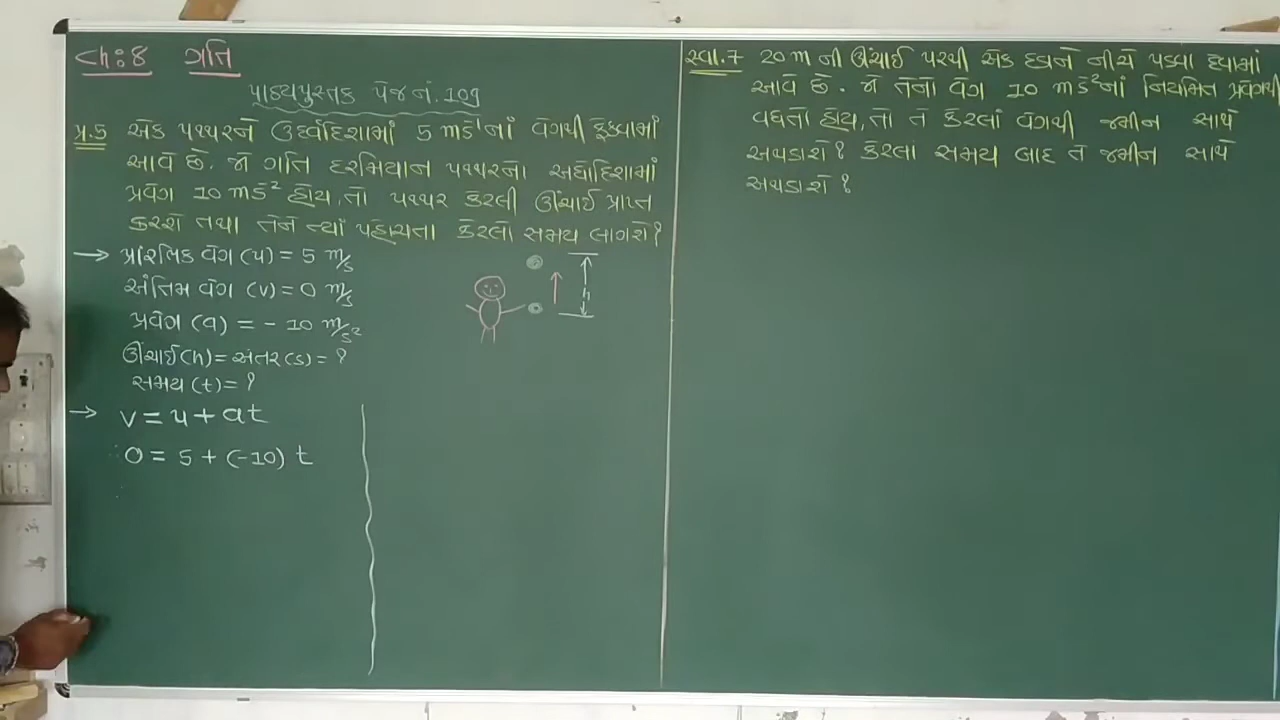 Ch:8 ગતિ
પાઠ્યપુસ્તક પેજ નં. 109
પ્ર.5 એક પથ્થરને ઉર્ધ્વદિશામાં 5 ms⁻¹નાં વેગથી ફેંકવામાં
આવે છે. જો ગતિ દરમિયાન પથ્થરનો અધોદિશામાં
પ્રવેગ 10 ms⁻² હોય, તો પથ્થર કેટલી ઊંચાઈ પ્રાપ્ત
કરશે તથા તેને ત્યાં પહોંચતા કેટલો સમય લાગશે?
→ પ્રારંભિક વેગ (u) = 5 m/s
અંતિમ વેગ (v) = 0 m/s
પ્રવેગ (a) = - 10 m/s²
ઊંચાઈ(h) = અંતર(s) = ?
સમય (t) = ?
h
→ v = u + at
0 = 5 + (-10) t
સ્વા.7 20 m ની ઊંચાઈ પરથી એક દડાને નીચે પડવા દેવામાં
આવે છે. જો તેનો વેગ 10 ms⁻²નાં નિયમિત પ્રવેગથી
વધતો હોય, તો તે કેટલાં વેગથી જમીન સાથે
અથડાશે? કેટલા સમય બાદ તે જમીન સાથે
અથડાશે?